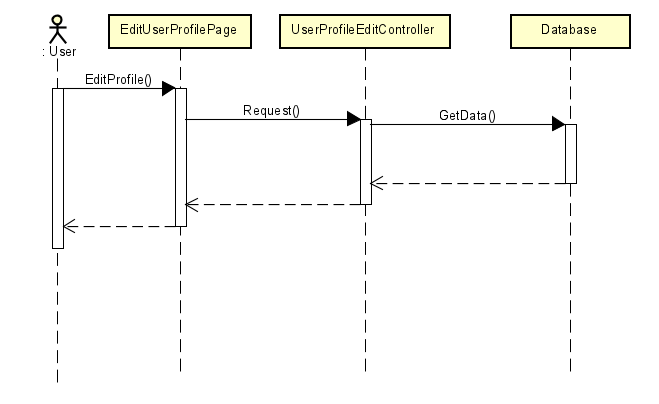 EditUserProfilePage
UserProfileEditController
Database
: User
EditProfile()
Request()
GetData()